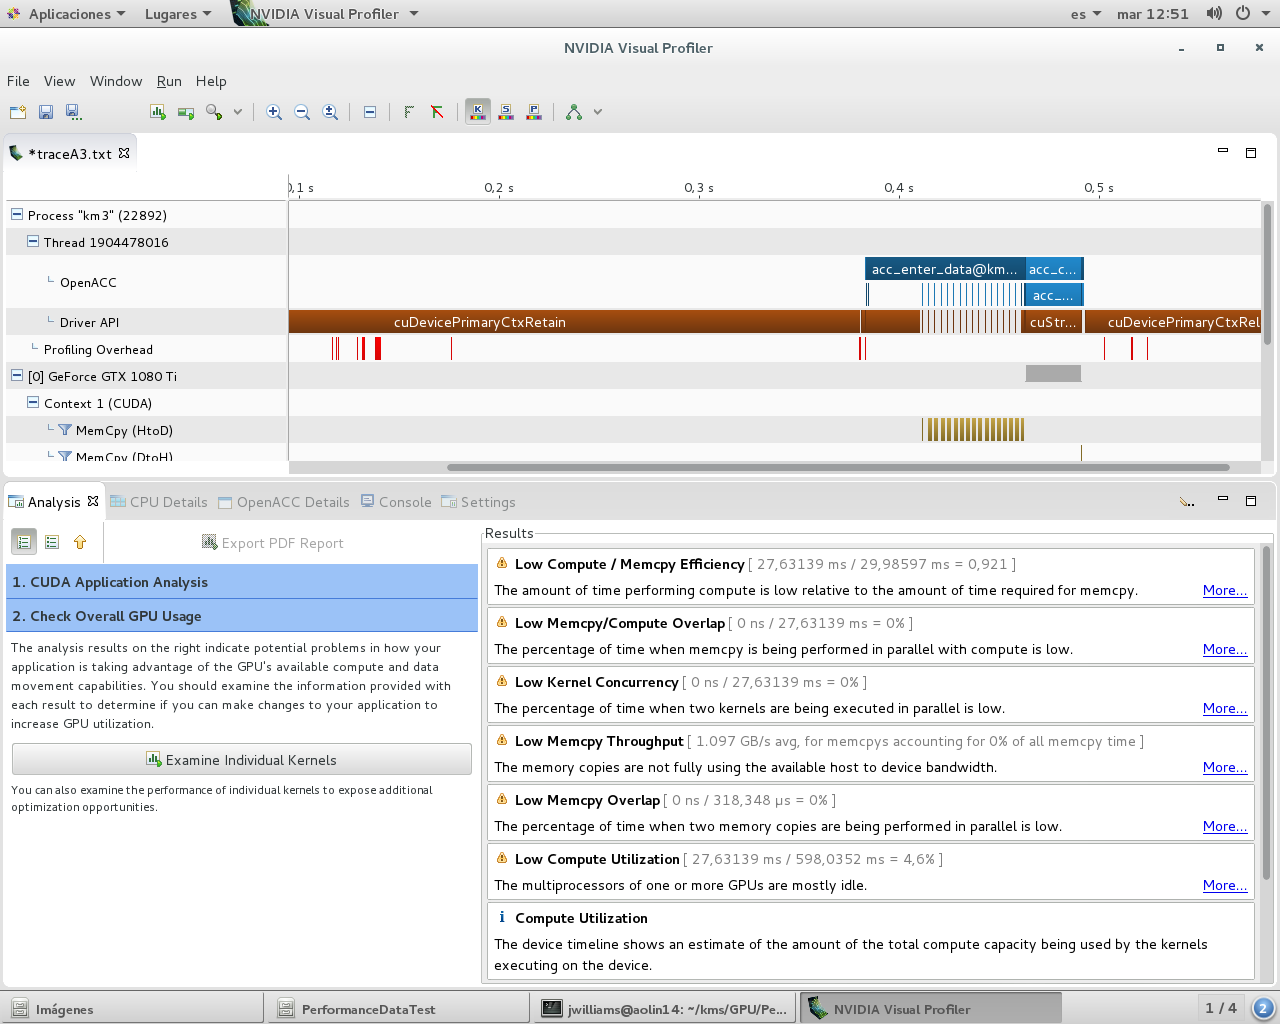 Aplicaciones Lugares NVIDIA Visual Profiler es mar 12:51
NVIDIA Visual Profiler
File View Window Run Help
*traceA3.txt
0,1 s 0,2 s 0,3 s 0,4 s 0,5 s
Process "km3" (22892)
Thread 1904478016
OpenACC
acc_enter_data@km... acc_c...
acc_...
Driver API
cuDevicePrimaryCtxRetain cuStr... cuDevicePrimaryCtxRel
Profiling Overhead
[0] GeForce GTX 1080 Ti
Context 1 (CUDA)
MemCpy (HtoD)
MemCpy (DtoH)
Analysis CPU Details OpenACC Details Console Settings
Export PDF Report
1. CUDA Application Analysis
2. Check Overall GPU Usage
The analysis results on the right indicate potential problems in how your
application is taking advantage of the GPU's available compute and data
movement capabilities. You should examine the information provided with
each result to determine if you can make changes to your application to
increase GPU utilization.
Examine Individual Kernels
You can also examine the performance of individual kernels to expose additional
optimization opportunities.
Results
Low Compute / Memcpy Efficiency [ 27,63139 ms / 29,98597 ms = 0,921 ]
The amount of time performing compute is low relative to the amount of time required for memcpy. More...
Low Memcpy/Compute Overlap [ 0 ns / 27,63139 ms = 0% ]
The percentage of time when memcpy is being performed in parallel with compute is low. More...
Low Kernel Concurrency [ 0 ns / 27,63139 ms = 0% ]
The percentage of time when two kernels are being executed in parallel is low. More...
Low Memcpy Throughput [ 1.097 GB/s avg, for memcpys accounting for 0% of all memcpy time ]
The memory copies are not fully using the available host to device bandwidth. More...
Low Memcpy Overlap [ 0 ns / 318,348 µs = 0% ]
The percentage of time when two memory copies are being performed in parallel is low. More...
Low Compute Utilization [ 27,63139 ms / 598,0352 ms = 4,6% ]
The multiprocessors of one or more GPUs are mostly idle. More...
Compute Utilization
The device timeline shows an estimate of the amount of the total compute capacity being used by the kernels
executing on the device.
Imágenes PerformanceDataTest jwilliams@aolin14: ~/kms/GPU/Pe... NVIDIA Visual Profiler 1 / 4 2